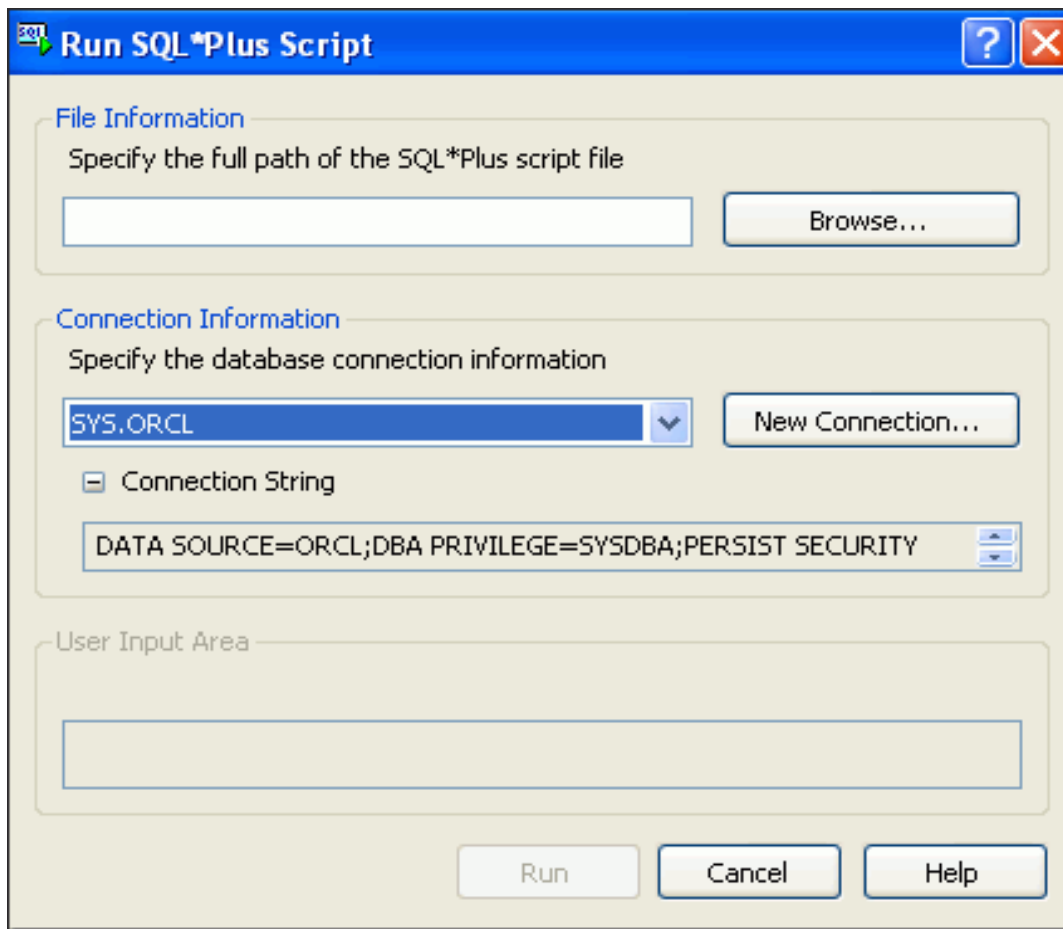 Run SQL*Plus Script
File Information
Specify the full path of the SQL*Plus script file
Browse...
Connection Information
Specify the database connection information
SYS.ORCL
New Connection...
Connection String
DATA SOURCE=ORCL;DBA PRIVILEGE=SYSDBA;PERSIST SECURITY
User Input Area
Run
Cancel
Help